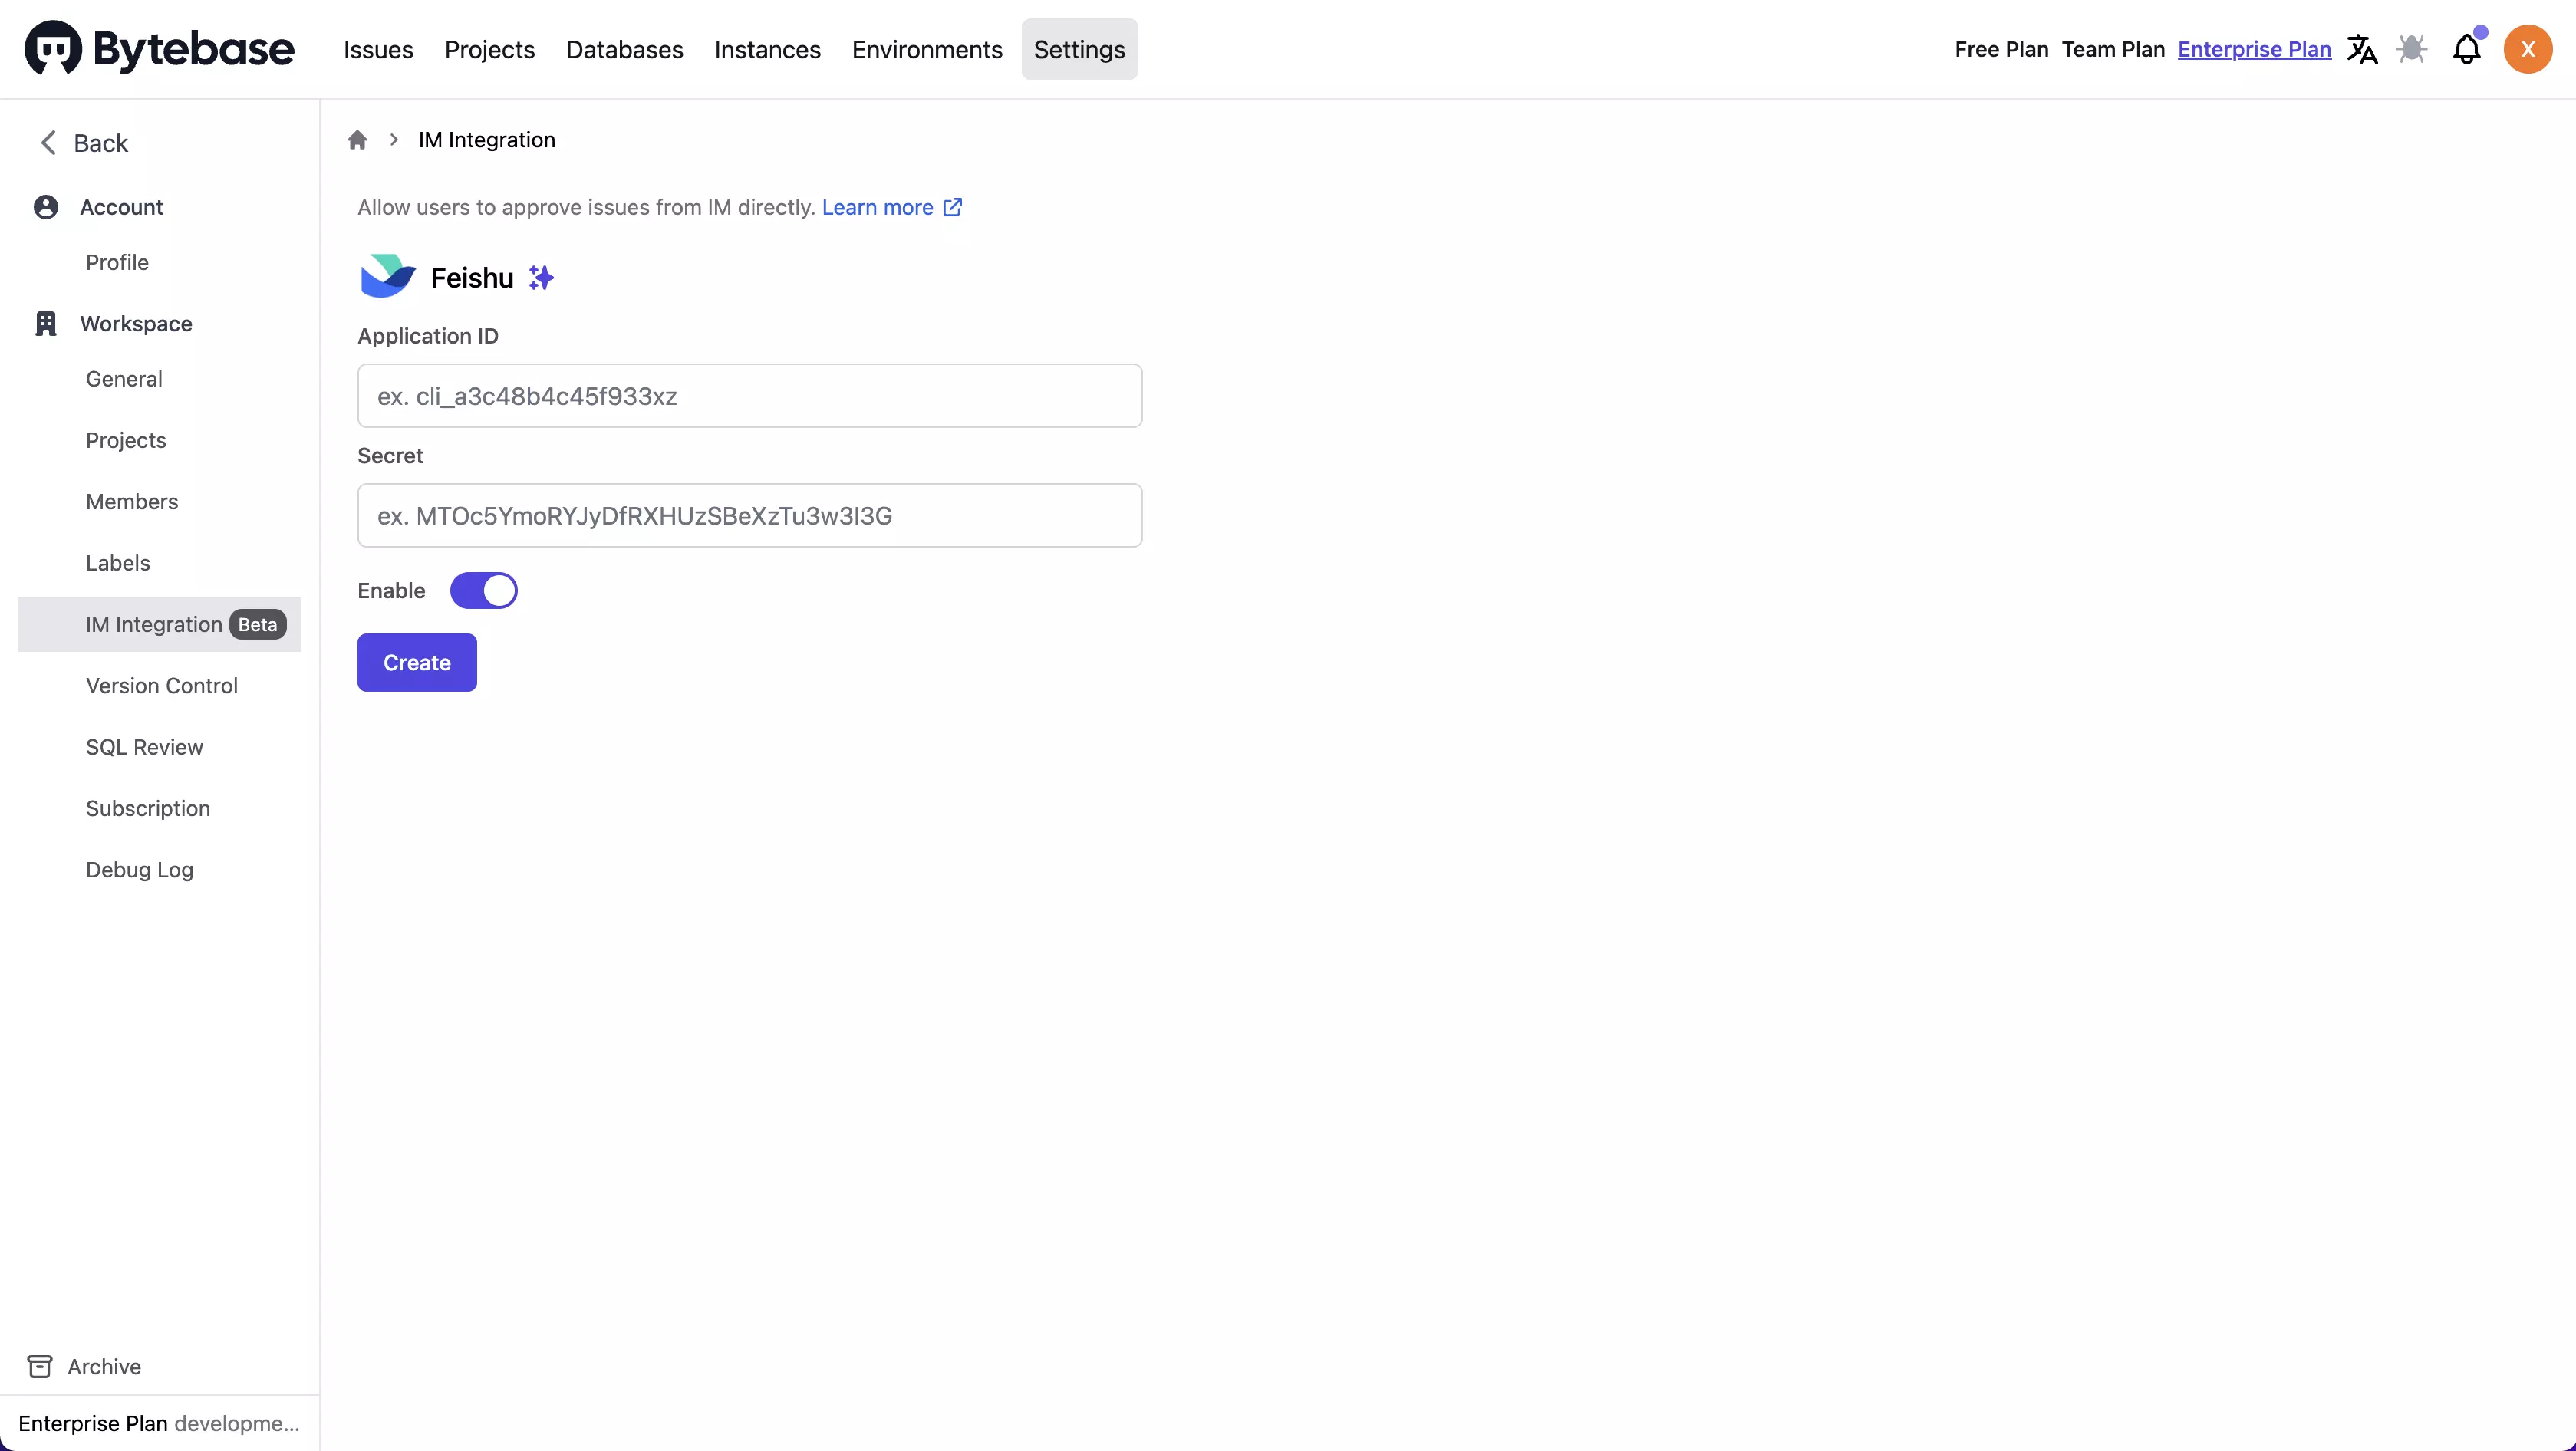 Bytebase
Issues
Projects
Databases
Instances
Environments
Settings
Free Plan
Team Plan
Enterprise Plan
X
Back
Account
Profile
Workspace
General
Projects
Members
Labels
IM Integration Beta
Version Control
SQL Review
Subscription
Debug Log
Archive
Enterprise Plan developme...
IM Integration
Allow users to approve issues from IM directly. Learn more
Feishu
Application ID
ex. cli_a3c48b4c45f933xz
Secret
ex. MTOc5YmoRYJyDfRXHUzSBeXzTu3w3I3G
Enable
Create